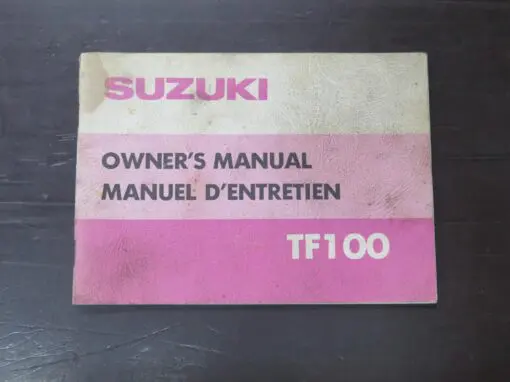 SUZUKI
OWNER'S MANUAL
MANUEL D'ENTRETIEN
TF100